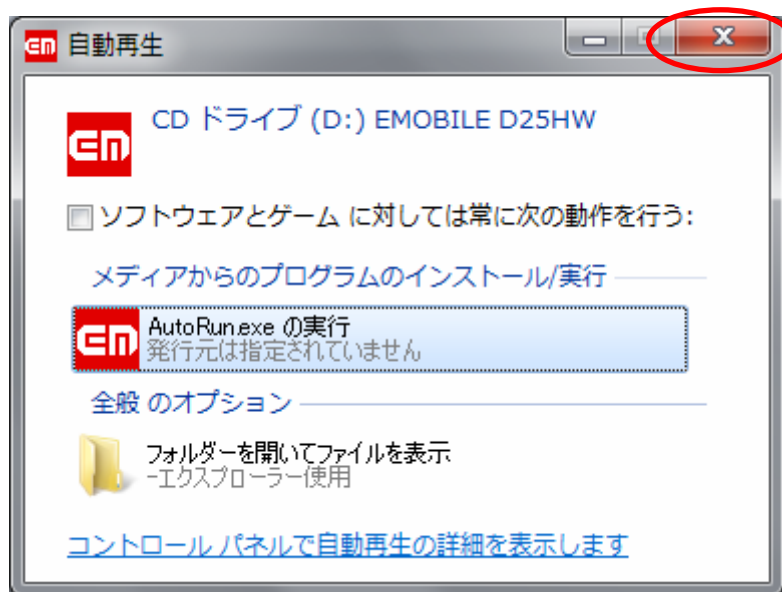 EM 自動再生
EM
CD ドライブ (D:) EMOBILE D25HW
ソフトウェアとゲーム に対しては常に次の動作を行う:
メディアからのプログラムのインストール/実行
EM
AutoRun.exe の実行
発行元は指定されていません
全般 のオプション
フォルダーを開いてファイルを表示
-エクスプローラー使用
コントロール パネルで自動再生の詳細を表示します